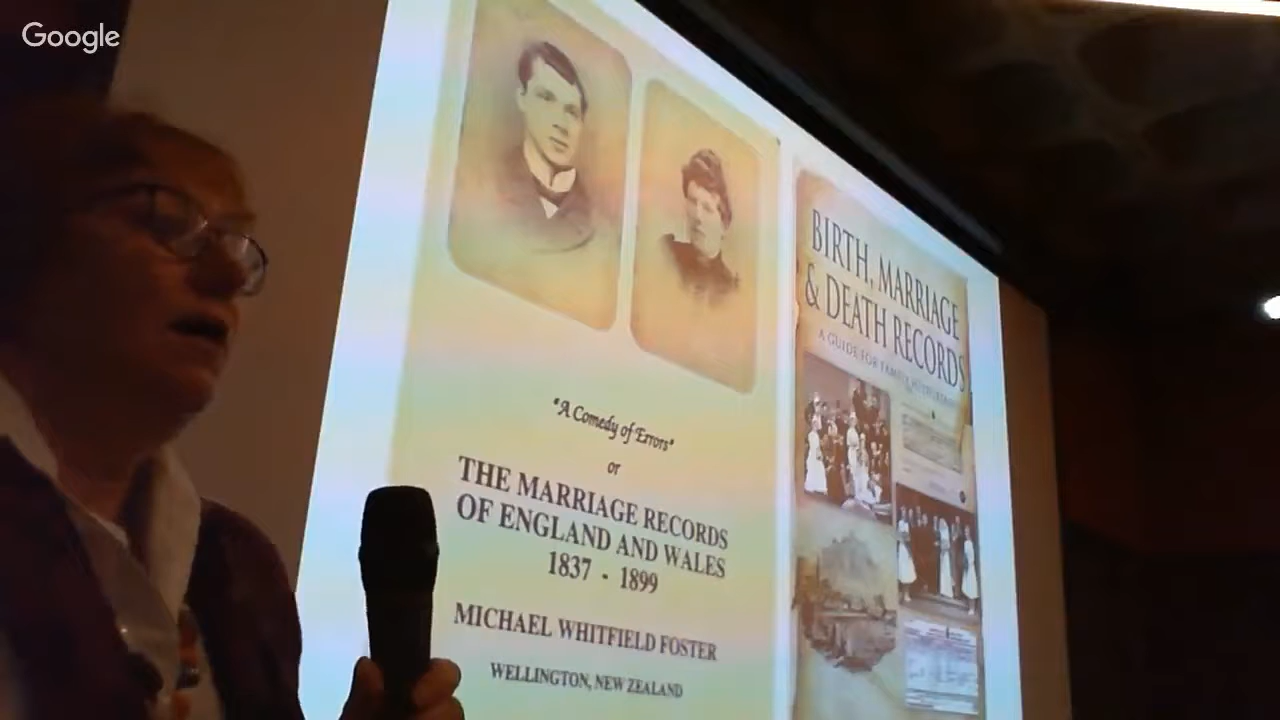 Google
"A Comedy of Errors"
or
THE MARRIAGE RECORDS
OF ENGLAND AND WALES
1837 - 1899
MICHAEL WHITFIELD FOSTER
WELLINGTON, NEW ZEALAND
BIRTH, MARRIAGE
& DEATH RECORDS
A GUIDE FOR FAMILY HISTORIANS